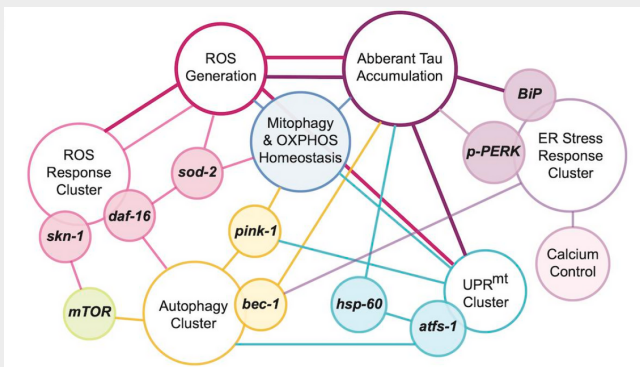 ROS
Generation
Abberant Tau
Accumulation
BiP
Mitophagy
& OXPHOS
Homeostasis
p-PERK
ER Stress
Response
Cluster
ROS
Response
Cluster
sod-2
daf-16
skn-1
pink-1
Calcium
Control
mTOR
Autophagy
Cluster
bec-1
hsp-60
atfs-1
UPRmt
Cluster